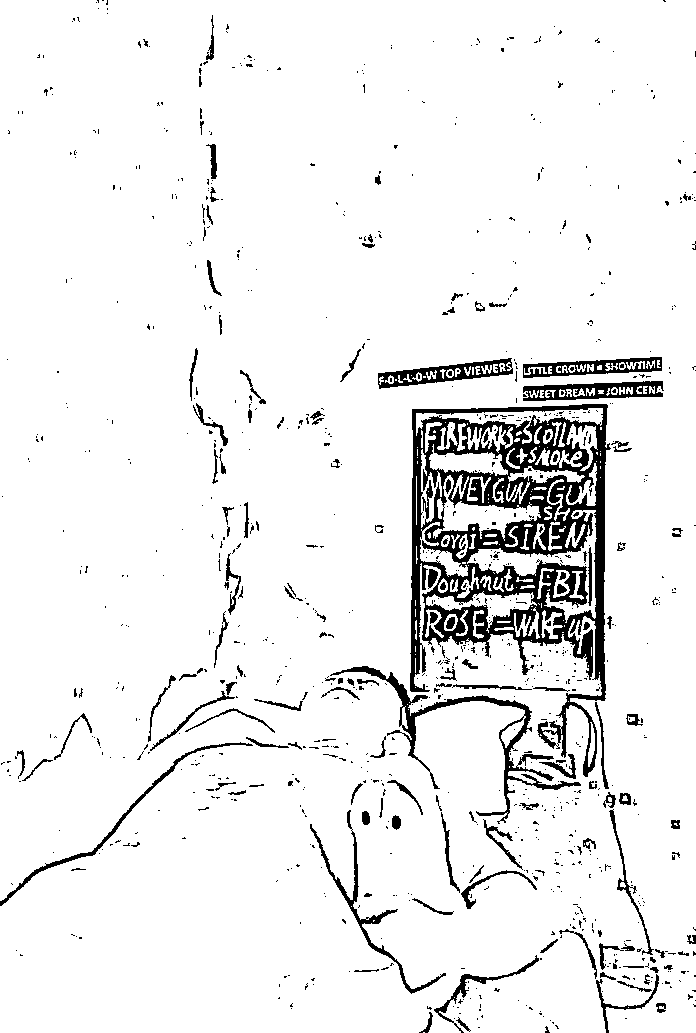 F-O-L-L-O-W TOP VIEWERS
LITTLE CROWN = SHOWTIME
SWEET DREAM = JOHN CENA
FIREWORKS=SCOTLAND
(+SMOKE)
MONEY GUN=GUN
SHOT
Corgi=SIREN
Doughnut=FBI
ROSE=WAKE UP